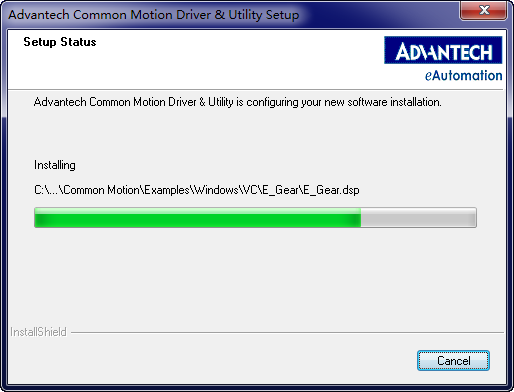 Advantech Common Motion Driver & Utility Setup
Setup Status
ADVANTECH
eAutomation
Advantech Common Motion Driver & Utility is configuring your new software installation.
Installing
C:\...\Common Motion\Examples\Windows\VC\E_Gear\E_Gear.dsp
InstallShield
Cancel